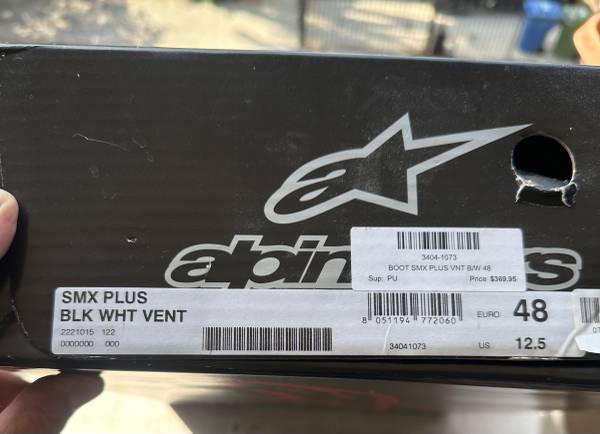 a
alpin s
3404-1073
BOOT SMX PLUS VNT B/W 48
Sup: PU Price $369.95
SMX PLUS
BLK WHT VENT
2221015 122
0000000 000
8 051194 772060
34041073
EURO 48
US. 12.5